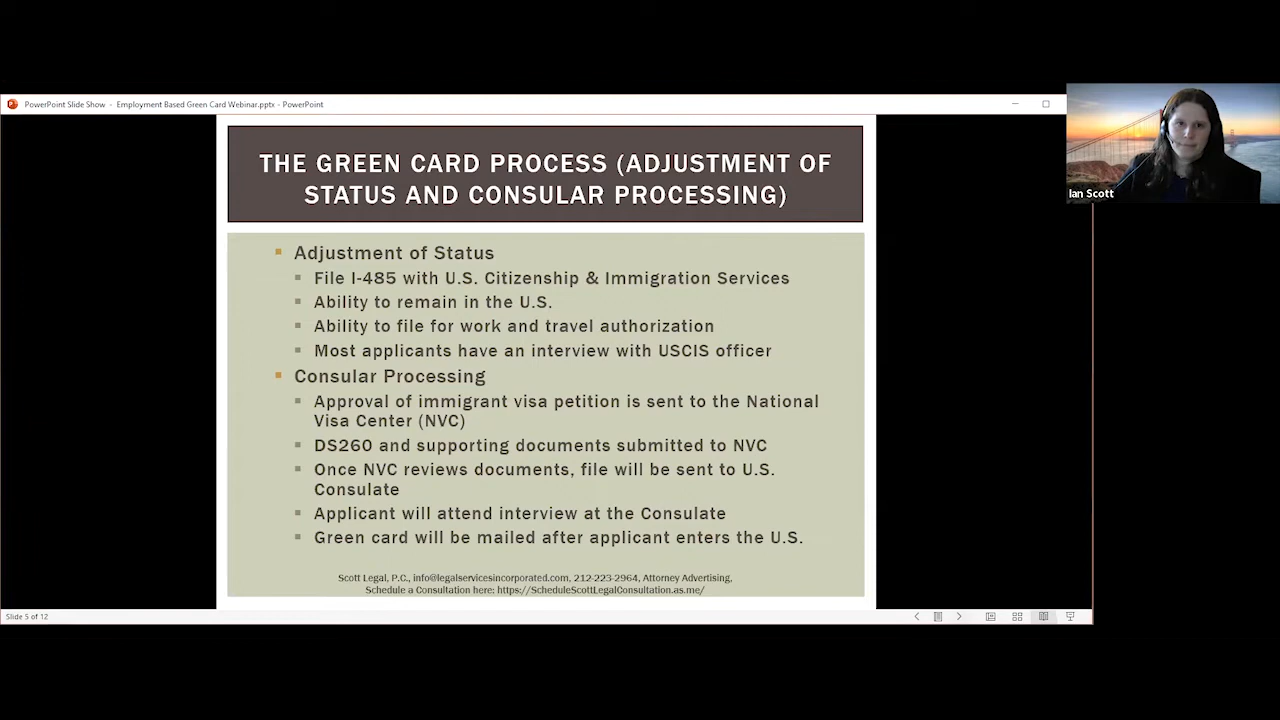 PowerPoint Slide Show - Employment Based Green Card Webinar.pptx - PowerPoint
Ian Scott
THE GREEN CARD PROCESS (ADJUSTMENT OF
STATUS AND CONSULAR PROCESSING)
Adjustment of Status
File I-485 with U.S. Citizenship & Immigration Services
Ability to remain in the U.S.
Ability to file for work and travel authorization
Most applicants have an interview with USCIS officer
Consular Processing
Approval of immigrant visa petition is sent to the National
Visa Center (NVC)
DS260 and supporting documents submitted to NVC
Once NVC reviews documents, file will be sent to U.S.
Consulate
Applicant will attend interview at the Consulate
Green card will be mailed after applicant enters the U.S.
Scott Legal, P.C., info@legalservicesincorporated.com, 212-223-2964, Attorney Advertising,
Schedule a Consultation here: https://ScheduleScottLegalConsultation.as.me/
Slide 5 of 12